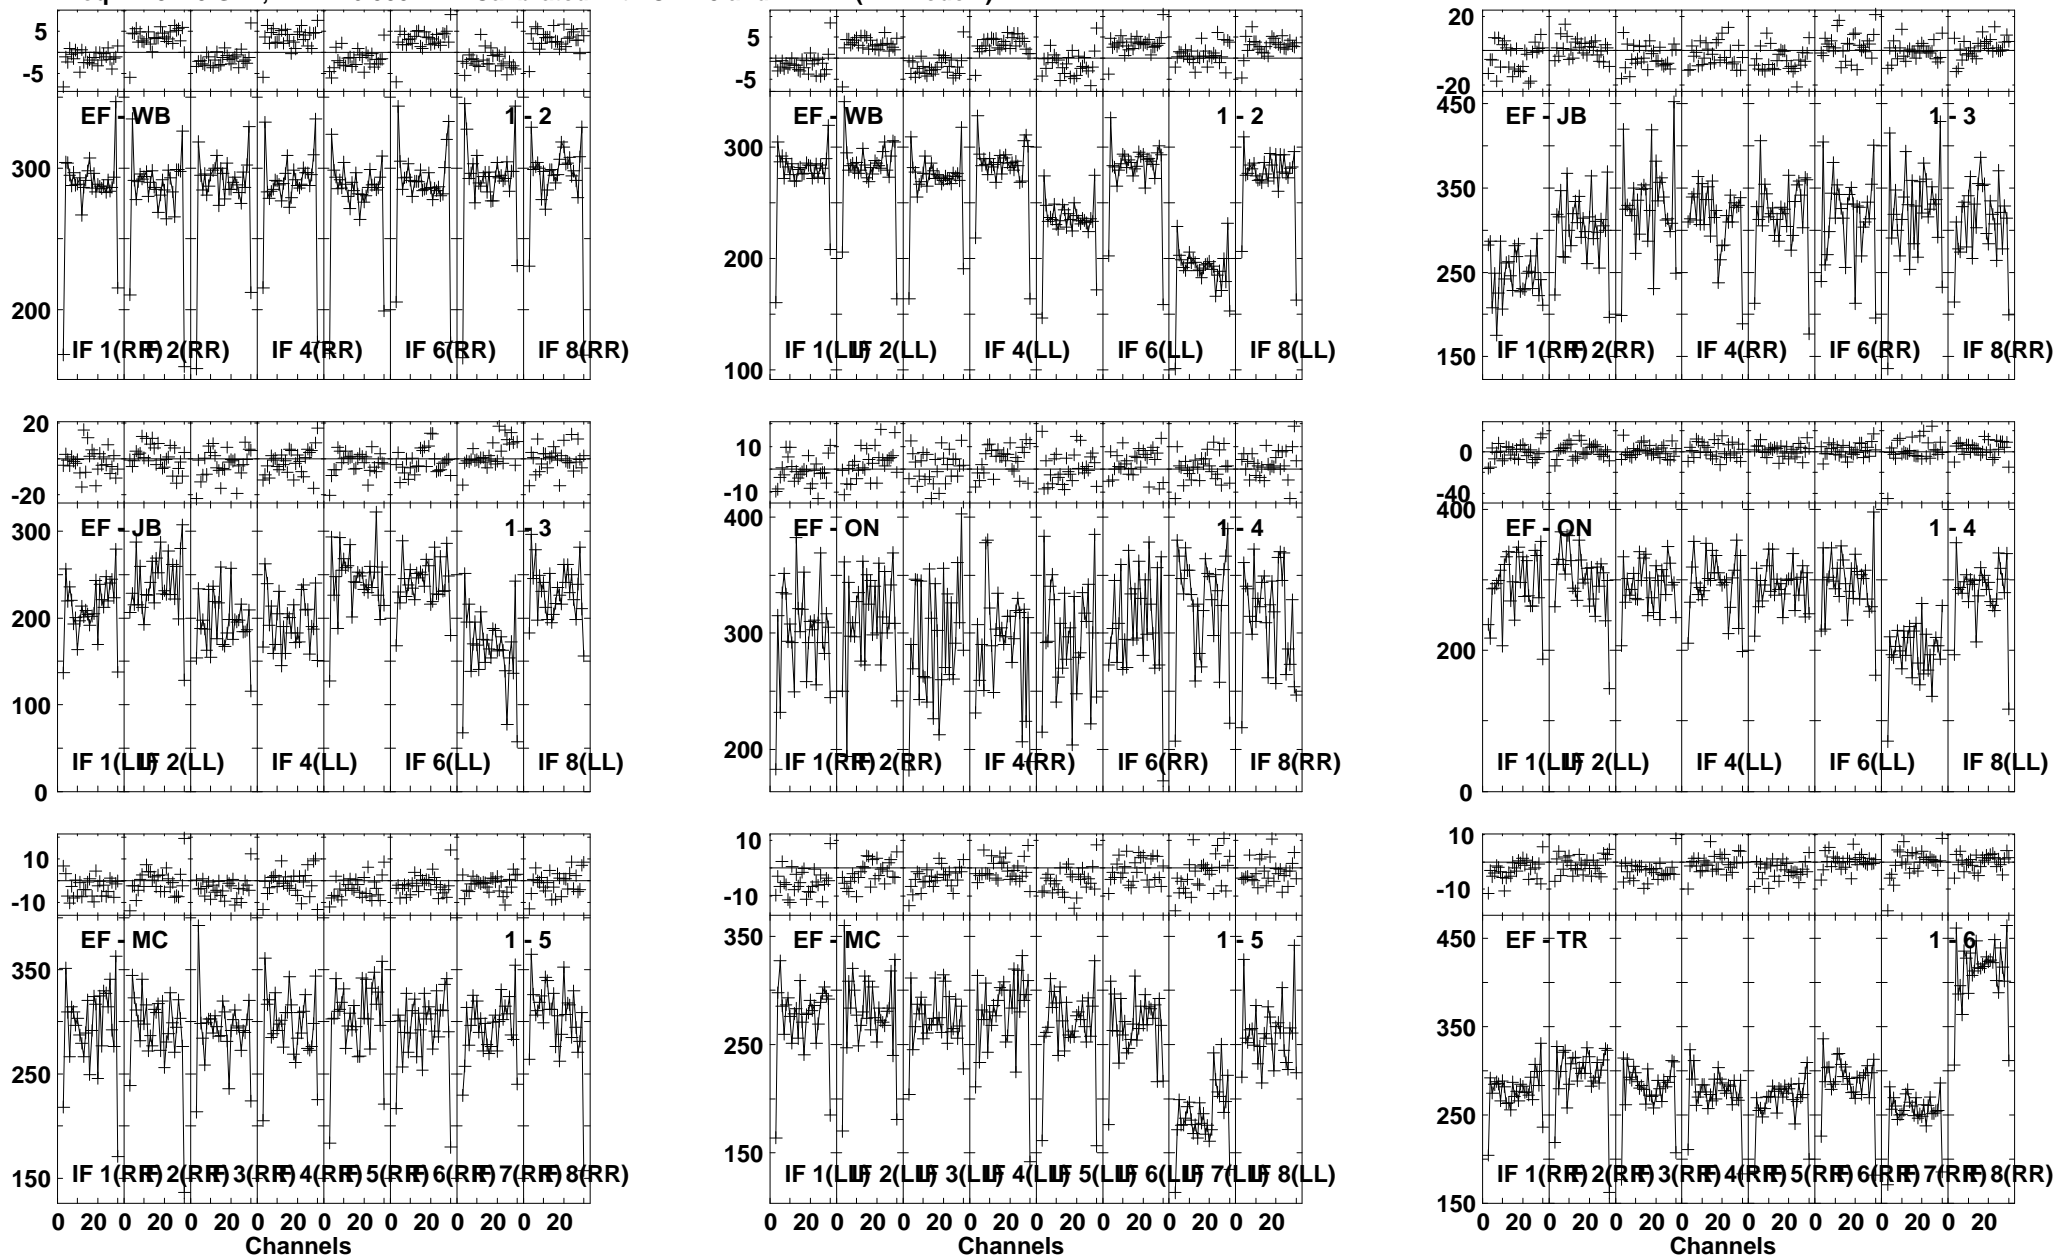 5
-5
EF - WB 1 - 2
300
200
IF 1(RR) IF 2(RR) IF 4(RR) IF 6(RR) IF 8(RR)
5
-5
EF - WB 1 - 2
300
200
100
IF 1(LL) IF 2(LL) IF 4(LL) IF 6(LL) IF 8(LL)
20
0
-20
450
EF - JB 1 - 3
350
250
150
IF 1(RR) IF 2(RR) IF 4(RR) IF 6(RR) IF 8(RR)
20
0
-20
EF - JB 1 - 3
300
200
100
0
IF 1(LL) IF 2(LL) IF 4(LL) IF 6(LL) IF 8(LL)
10
-10
400
EF - ON 1 - 4
300
200
IF 1(RR) IF 2(RR) IF 4(RR) IF 6(RR) IF 8(RR)
0
-40
400
EF - ON 1 - 4
200
0
IF 1(LL) IF 2(LL) IF 4(LL) IF 6(LL) IF 8(LL)
10
-10
EF - MC 1 - 5
350
250
150
IF 1(RR) IF 2(RR) IF 3(RR) IF 4(RR) IF 5(RR) IF 6(RR) IF 7(RR) IF 8(RR)
0 20 0 20 0 20 0 20 0 20 0 20 0 20 0 20
Channels
10
0
-10
350
EF - MC 1 - 5
250
150
IF 1(LL) IF 2(LL) IF 3(LL) IF 4(LL) IF 5(LL) IF 6(LL) IF 7(LL) IF 8(LL)
0 20 0 20 0 20 0 20 0 20 0 20 0 20 0 20
Channels
10
-10
450
EF - TR 1 - 6
350
250
150
IF 1(RR) IF 2(RR) IF 3(RR) IF 4(RR) IF 5(RR) IF 6(RR) IF 7(RR) IF 8(RR)
0 20 0 20 0 20 0 20 0 20 0 20 0 20 0 20
Channels